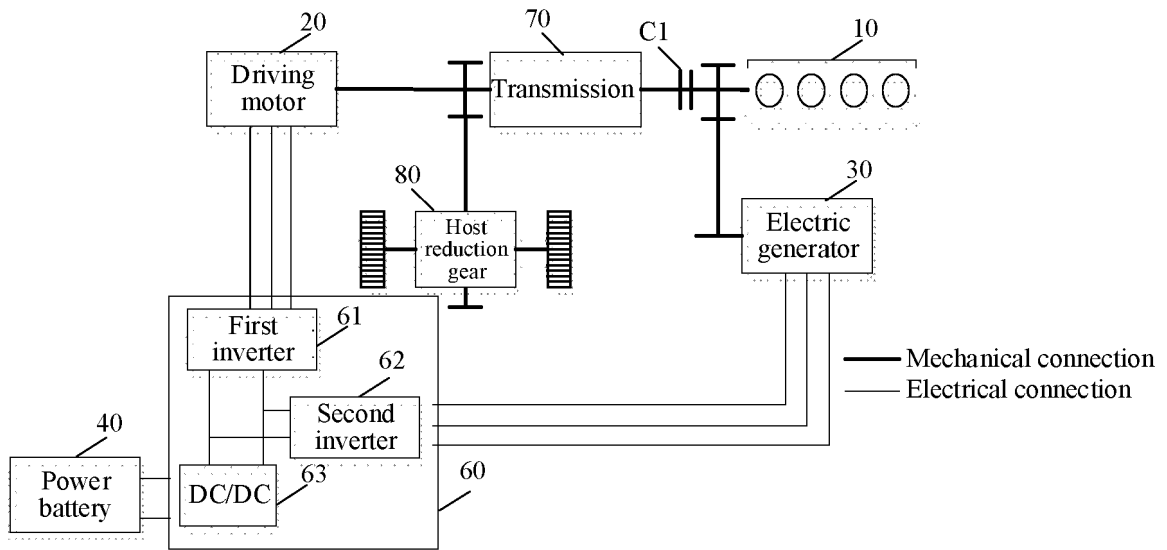 20
70
C1
10
Driving
motor
Transmission
80
30
Host
reduction
gear
Electric
generator
First
inverter
61
62
Mechanical connection
Electrical connection
Second
inverter
40
63
60
Power
battery
DC/DC